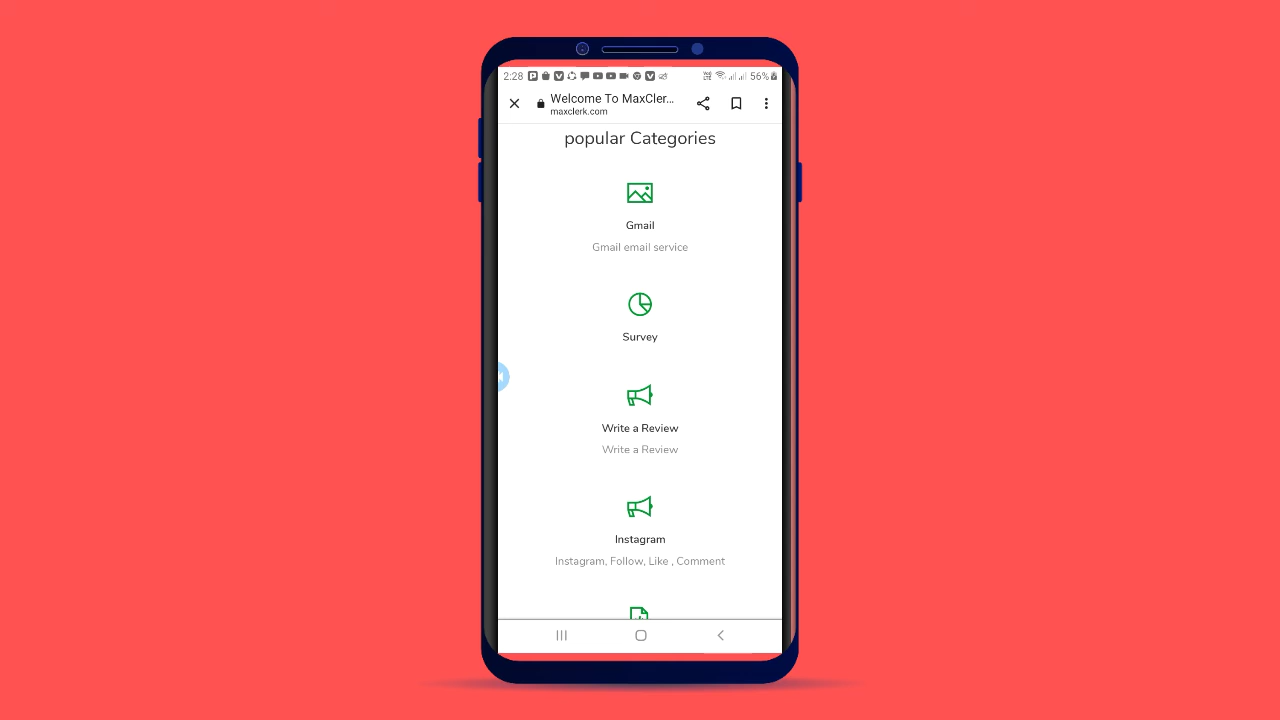 2:28
56%
Welcome To MaxCler...
maxclerk.com
popular Categories
Gmail
Gmail email service
Survey
Write a Review
Write a Review
Instagram
Instagram, Follow, Like , Comment